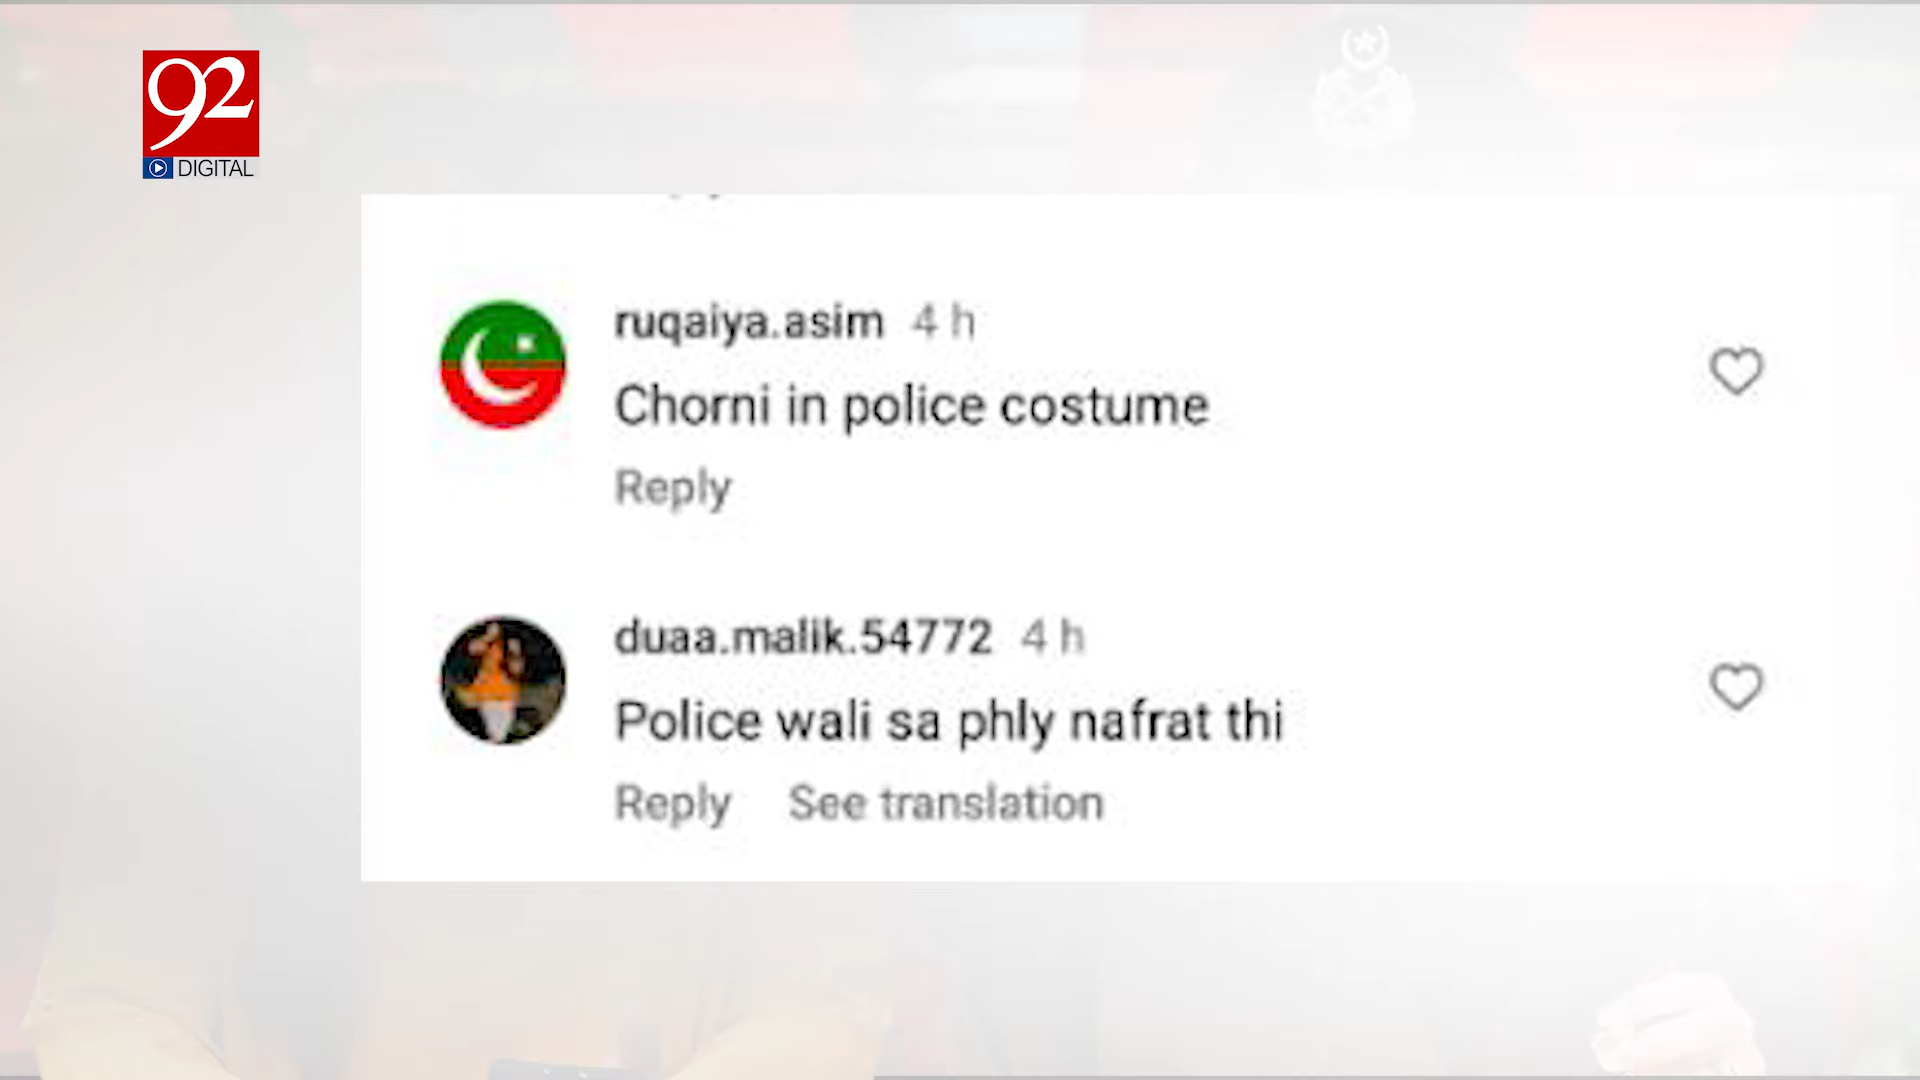 92
DIGITAL
ruqaiya.asim 4 h
Chorni in police costume
Reply
duaa.malik.54772 4 h
Police wali sa phly nafrat thi
Reply See translation